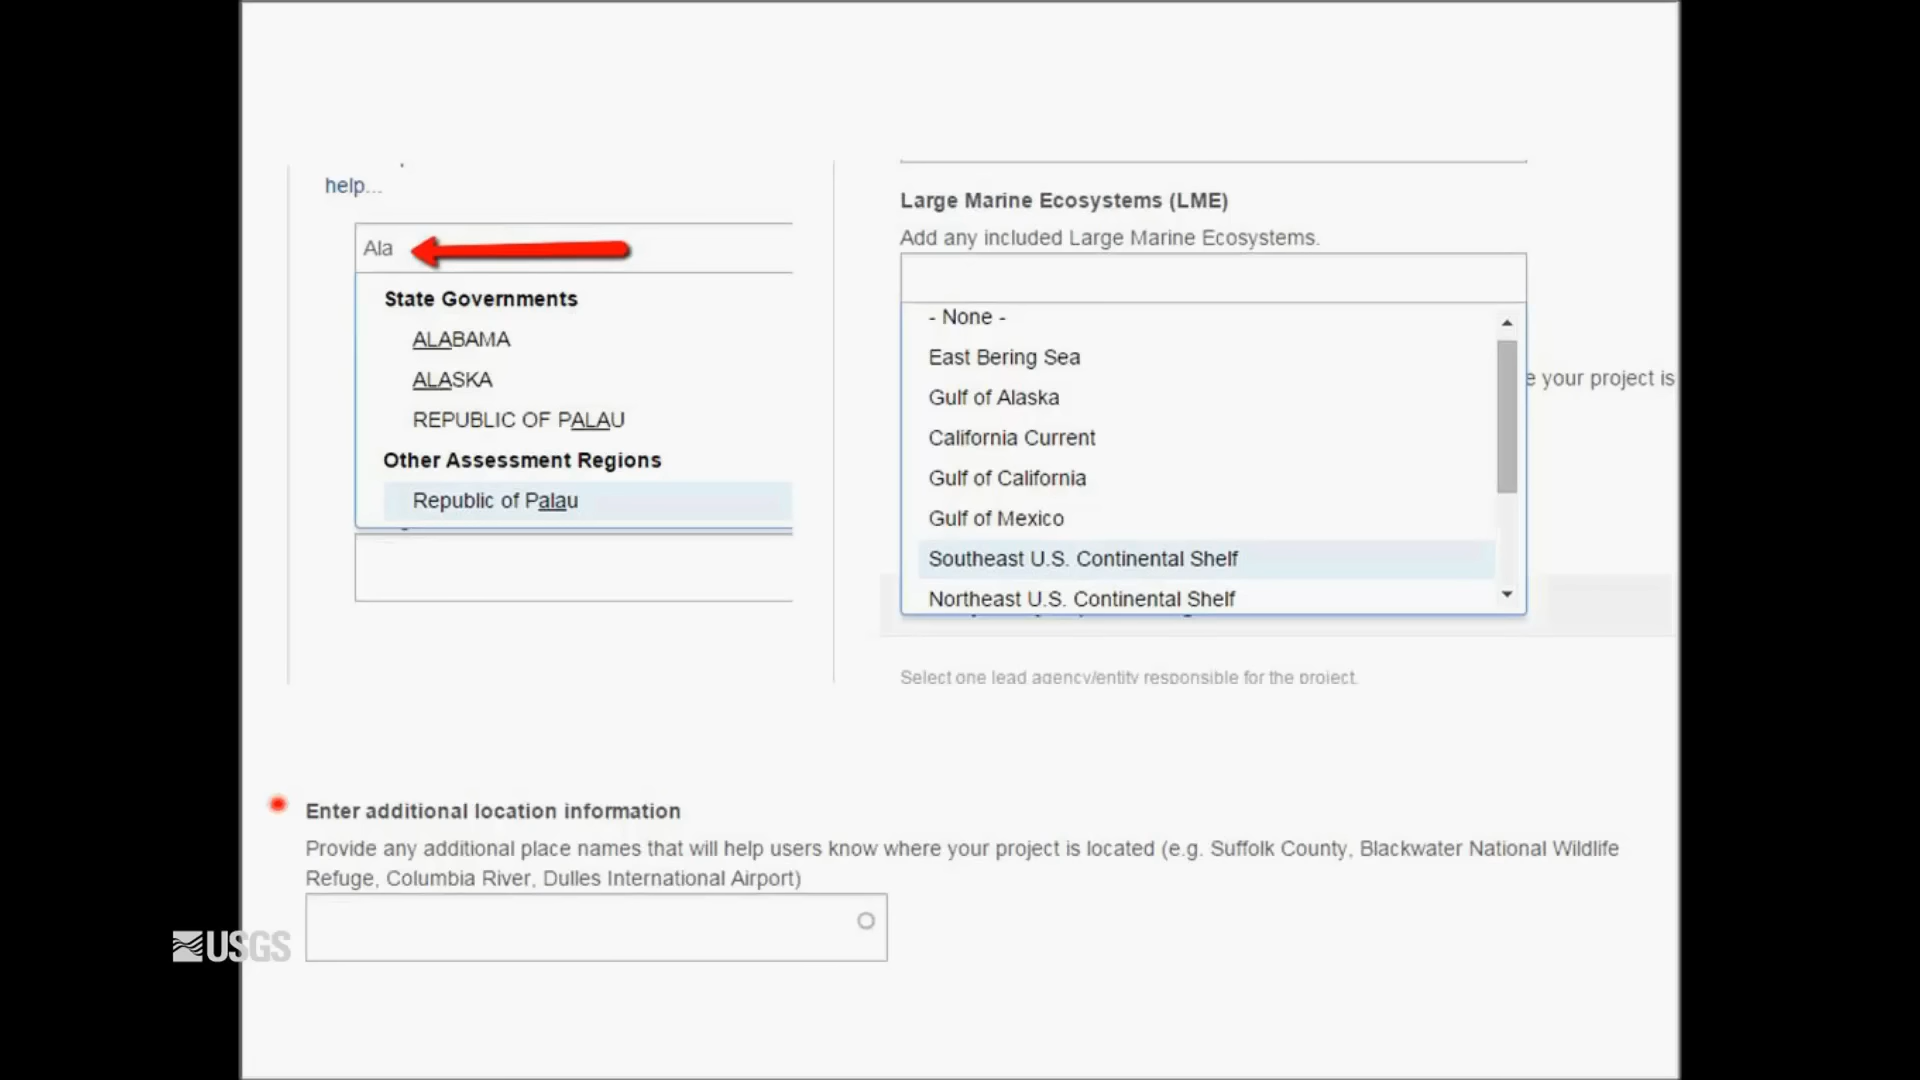 help...
Ala
State Governments
ALABAMA
ALASKA
REPUBLIC OF PALAU
Other Assessment Regions
Republic of Palau
Large Marine Ecosystems (LME)
Add any included Large Marine Ecosystems.
- None -
East Bering Sea
Gulf of Alaska
California Current
Gulf of California
Gulf of Mexico
Southeast U.S. Continental Shelf
Northeast U.S. Continental Shelf
e your project is
Select one lead agency/entity responsible for the project.
Enter additional location information
Provide any additional place names that will help users know where your project is located (e.g. Suffolk County, Blackwater National Wildlife
Refuge, Columbia River, Dulles International Airport)
USGS